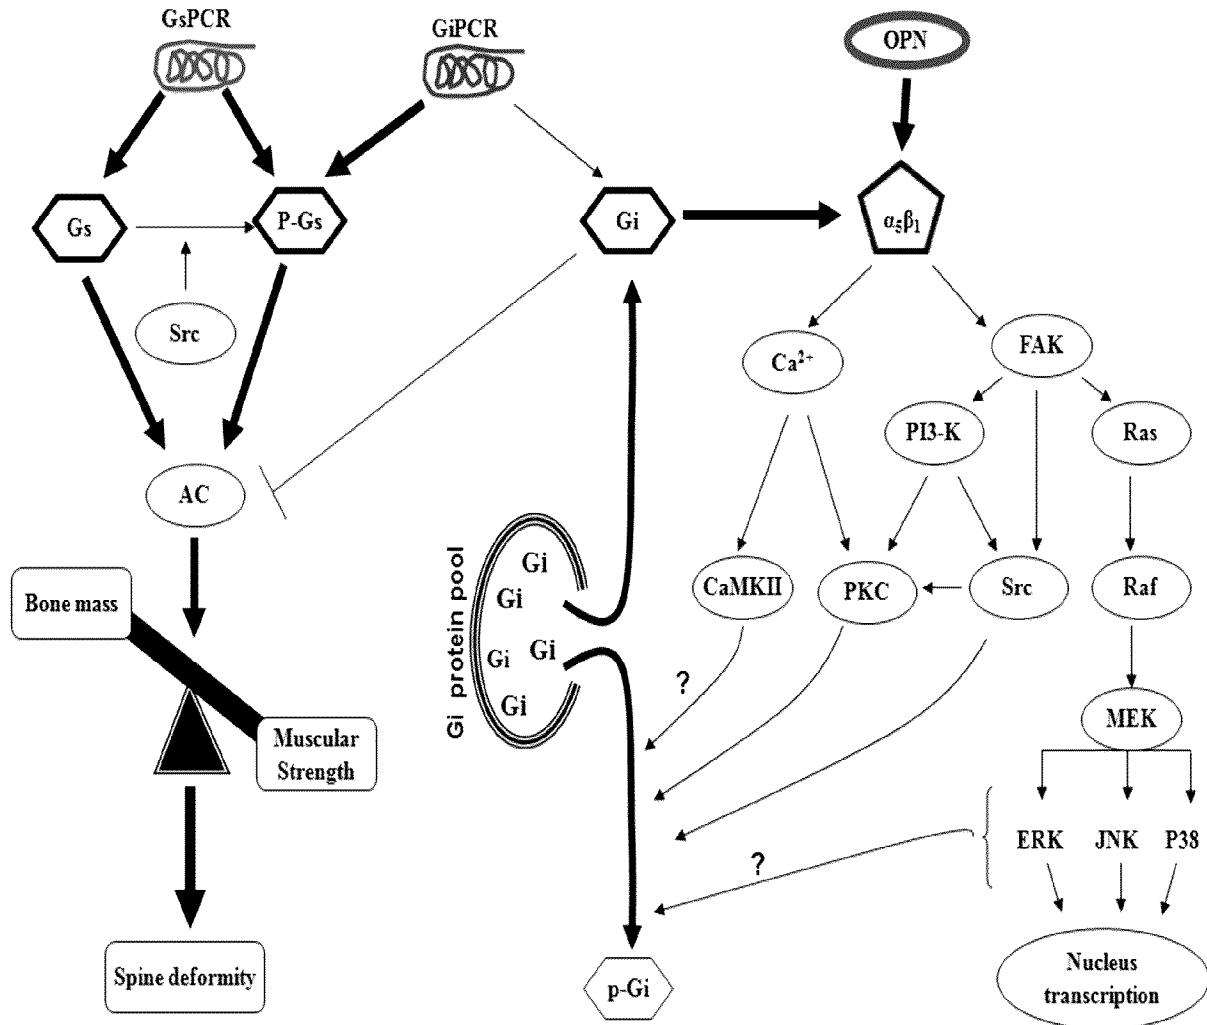 GsPCR
GiPCR
OPN
Gs
P-Gs
Gi
α₅β₁
Src
Ca²⁺
FAK
PI3-K
Ras
AC
Gi protein pool
Gi
Gi
Gi
Gi
Gi
CaMKII
PKC
Src
Raf
Bone mass
Muscular
Strength
?
MEK
ERK
JNK
P38
?
Spine deformity
p-Gi
Nucleus
transcription